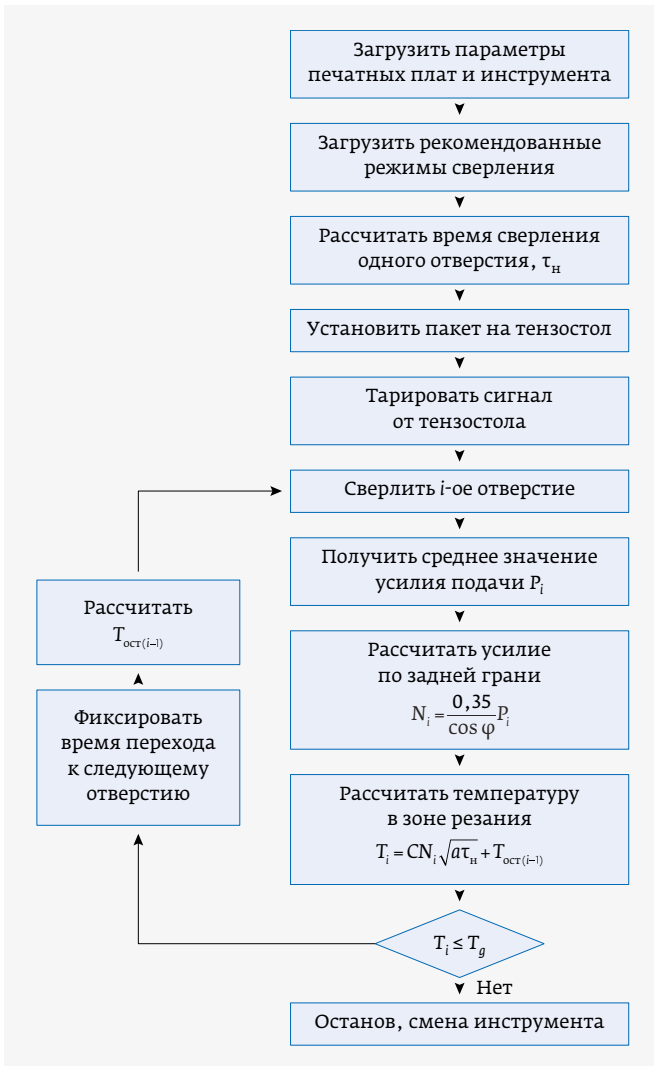 Загрузить параметры
печатных плат и инструмента
Загрузить рекомендованные
режимы сверления
Рассчитать время сверления
одного отверстия, τн
Установить пакет на тензостол
Тарировать сигнал
от тензостола
Сверлить i-ое отверстие
Получить среднее значение
усилия подачи Pi
Рассчитать усилие
по задней грани
Ni = 0,35/cos φ Pi
Рассчитать температуру
в зоне резания
Ti = CNi √aτн + Tост(i–1)
Ti ≤ Tg
Нет
Останов, смена инструмента
Фиксировать
время перехода
к следующему
отверстию
Рассчитать
Tост(i–1)